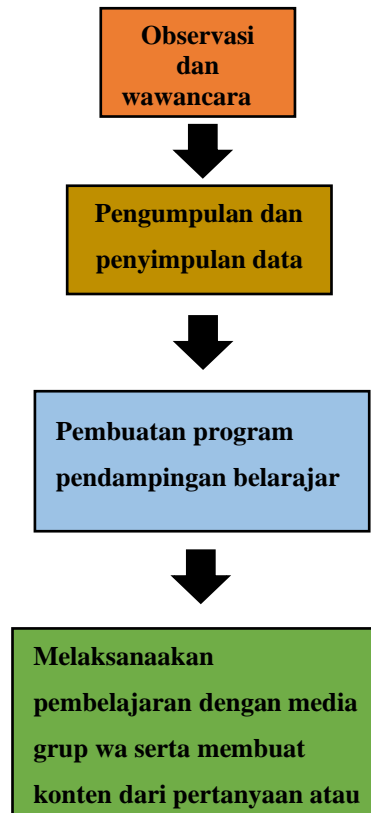 Observasi
dan
wawancara
Pengumpulan dan
penyimpulan data
Pembuatan program
pendampingan belarajar
Melaksanaakan
pembelajaran dengan media
grup wa serta membuat
konten dari pertanyaan atau